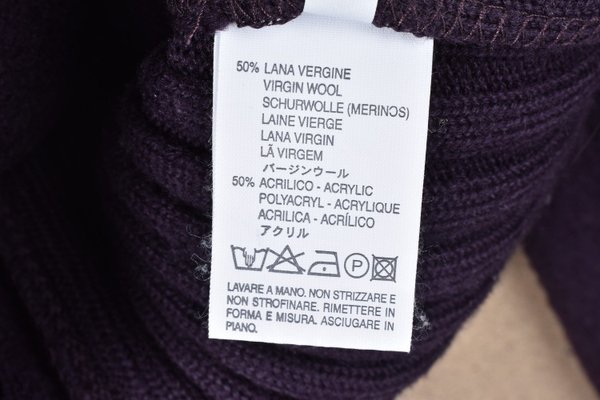 50% LANA VERGINE
VIRGIN WOOL
SCHURWOLLE (MERINOS)
LAINE VIERGE
LANA VIRGIN
LÃ VIRGEM
バージンウール
50% ACRILICO - ACRYLIC
POLYACRYL - ACRYLIQUE
ACRILICA - ACRÍLICO
アクリル
P
LAVARE A MANO. NON STRIZZARE E
NON STROFINARE. RIMETTERE IN
FORMA E MISURA. ASCIUGARE IN
PIANO.